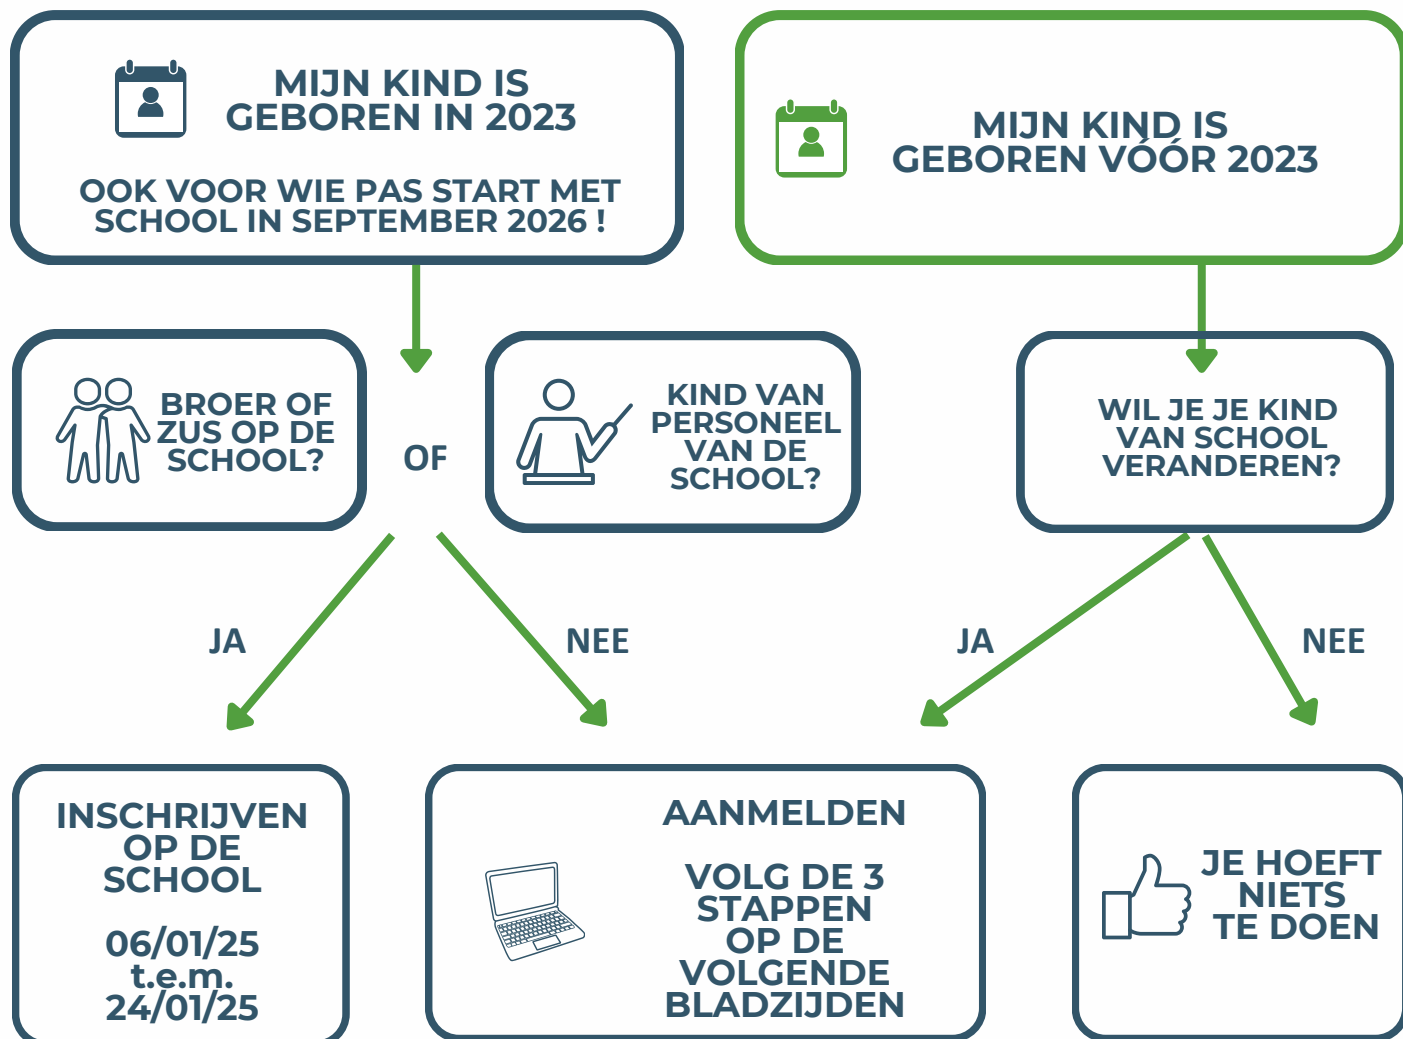 MIJN KIND IS
GEBOREN IN 2023
OOK VOOR WIE PAS START MET
SCHOOL IN SEPTEMBER 2026 !
MIJN KIND IS
GEBOREN VÓÓR 2023
BROER OF
ZUS OP DE
SCHOOL?
OF
KIND VAN
PERSONEEL
VAN DE
SCHOOL?
WIL JE JE KIND
VAN SCHOOL
VERANDEREN?
JA
NEE
JA
NEE
INSCHRIJVEN
OP DE
SCHOOL
06/01/25
t.e.m.
24/01/25
AANMELDEN
VOLG DE 3
STAPPEN
OP DE
VOLGENDE
BLADZIJDEN
JE HOEFT
NIETS
TE DOEN